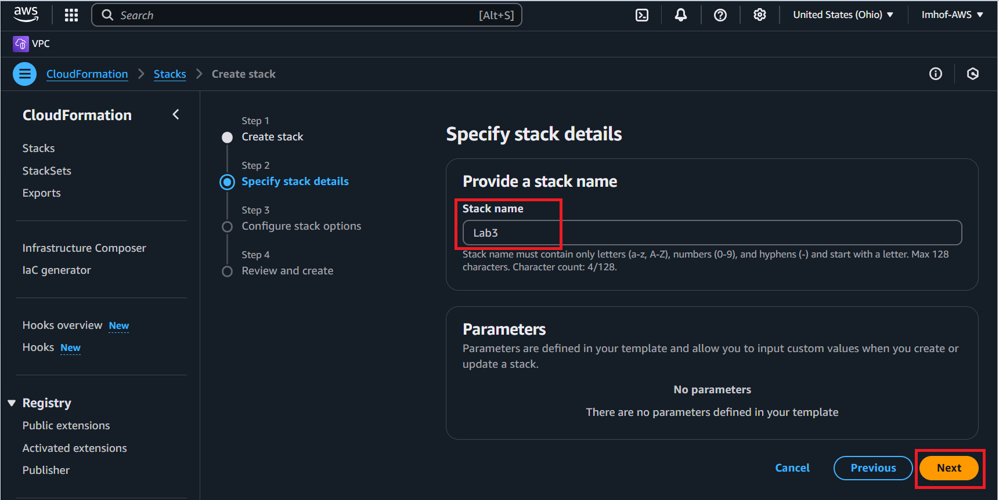 aws
Search
[Alt+S]
United States (Ohio)
Imhof-AWS
VPC
CloudFormation
Stacks
Create stack
CloudFormation
Stacks
StackSets
Exports
Infrastructure Composer
IaC generator
Hooks overview New
Hooks New
Registry
Public extensions
Activated extensions
Publisher
Step 1
Create stack
Step 2
Specify stack details
Step 3
Configure stack options
Step 4
Review and create
Specify stack details
Provide a stack name
Stack name
Lab3
Stack name must contain only letters (a-z, A-Z), numbers (0-9), and hyphens (-) and start with a letter. Max 128
characters. Character count: 4/128.
Parameters
Parameters are defined in your template and allow you to input custom values when you create or
update a stack.
No parameters
There are no parameters defined in your template
Cancel
Previous
Next